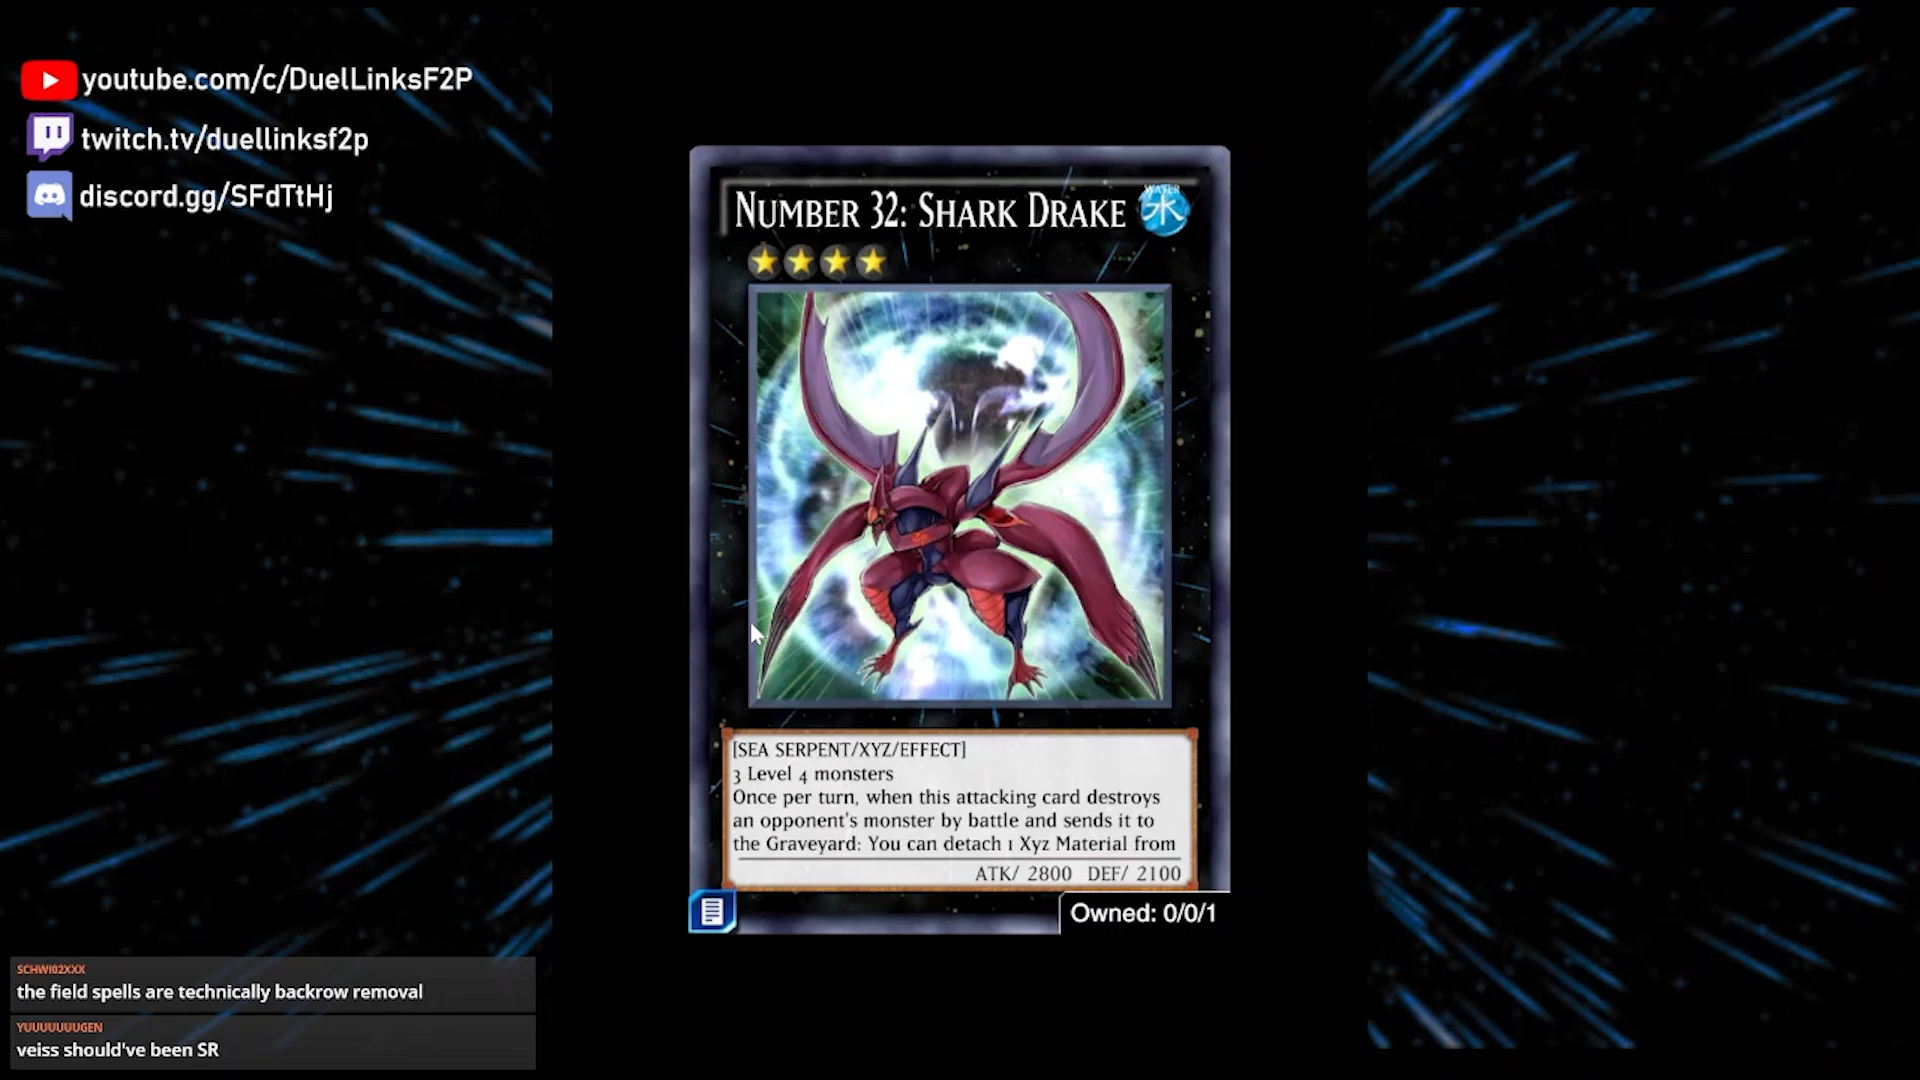 youtube.com/c/DuelLinksF2P
twitch.tv/duellinksf2p
discord.gg/SFdTtHj
NUMBER 32: SHARK DRAKE
WATER
水
[SEA SERPENT/XYZ/EFFECT]
3 Level 4 monsters
Once per turn, when this attacking card destroys
an opponent's monster by battle and sends it to
the Graveyard: You can detach 1 Xyz Material from
ATK/ 2800 DEF/ 2100
Owned: 0/0/1
SCHWI02XXX
the field spells are technically backrow removal
YUUUUUUUGEN
veiss should've been SR